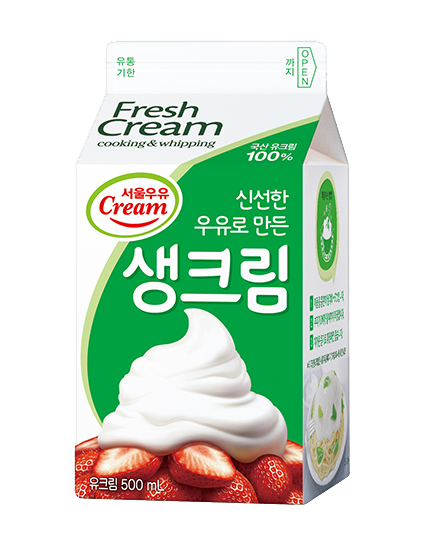 유통
기한
까지
OPEN
Fresh
Cream
cooking & whipping
국산 유크림
100%
서울우유
Cream
신선한
우유로 만든
생크림
유크림 500 mL